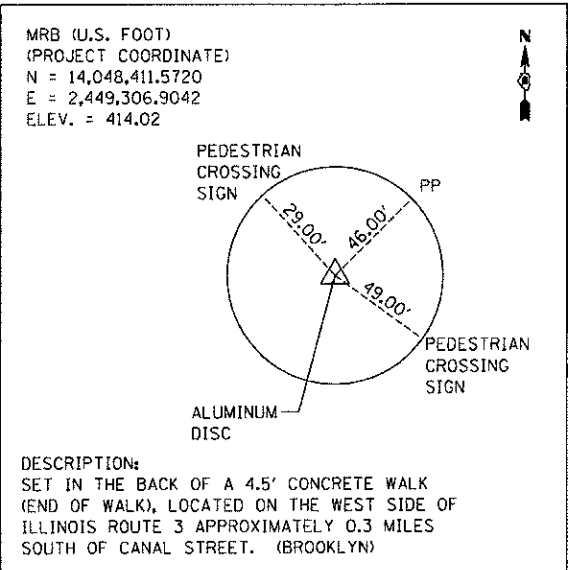 MRB (U.S. FOOT)
(PROJECT COORDINATE)
N = 14,048,411.5720
E = 2,449,306.9042
ELEV. = 414.02
N
PEDESTRIAN
CROSSING
SIGN
PP
29.00'
46.00'
49.00'
PEDESTRIAN
CROSSING
SIGN
ALUMINUM
DISC
DESCRIPTION:
SET IN THE BACK OF A 4.5' CONCRETE WALK
(END OF WALK), LOCATED ON THE WEST SIDE OF
ILLINOIS ROUTE 3 APPROXIMATELY 0.3 MILES
SOUTH OF CANAL STREET. (BROOKLYN)